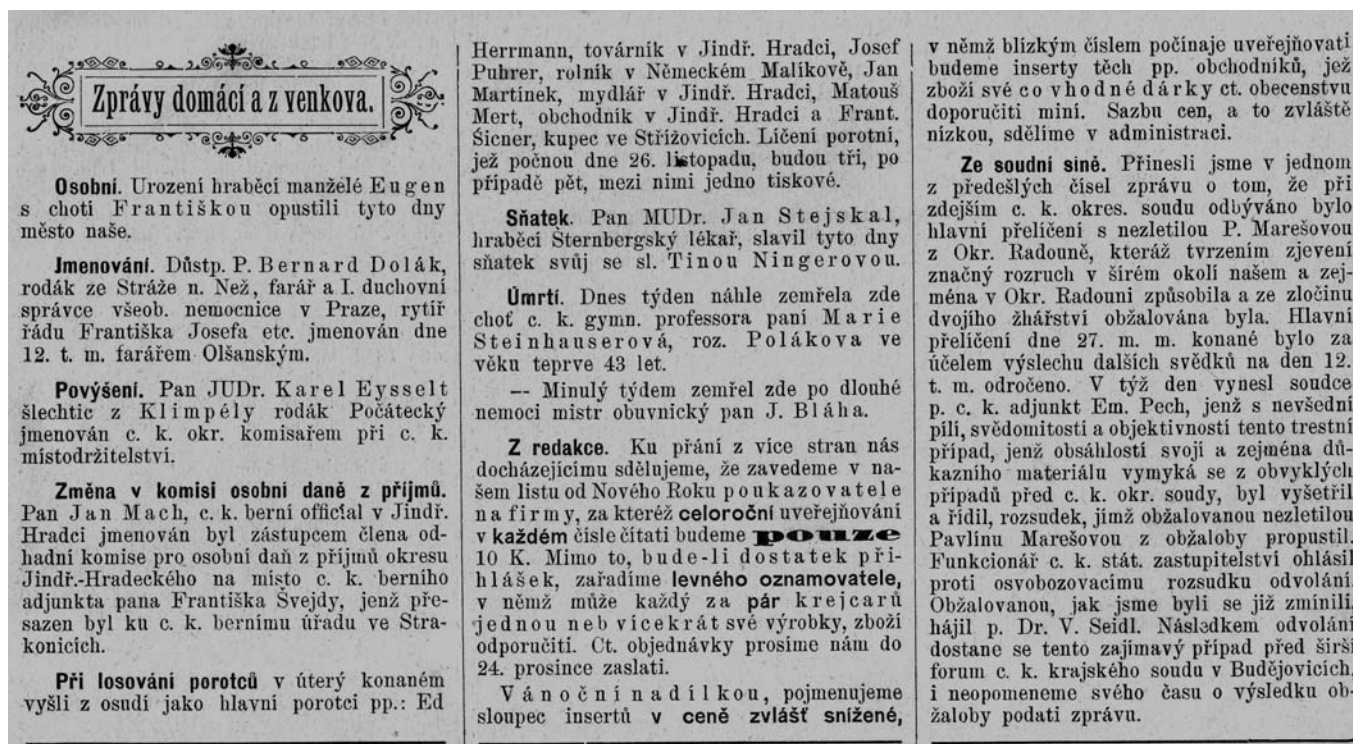 Zprávy domácí a z venkova.
Osobní. Urození hraběcí manželé Eugen
s chotí Františkou opustili tyto dny
město naše.
Jmenování. Důstp. P. Bernard Dolák,
rodák ze Stráže n. Než, farář a I. duchovní
správce všeob. nemocnice v Praze, rytíř
řádu Františka Josefa etc. jmenován dne
12. t. m. farářem Olšanským.
Povýšení. Pan JUDr. Karel Eysselt
šlechtic z Klimpély rodák Počátecký
jmenován c. k. okr. komisařem při c. k.
místodržitelství.
Změna v komisi osobní daně z příjmů.
Pan Jan Mach, c. k. berní official v Jindř.
Hradci jmenován byl zástupcem člena od-
hadní komise pro osobní daň z příjmů okresu
Jindř.-Hradeckého na místo c. k. berního
adjunkta pana Františka Švejdy, jenž pře-
sazen byl ku c. k. bernímu úřadu ve Stra-
konicích.
Při losování porotců v úterý konaném
vyšli z osudí jako hlavní porotci pp.: Ed
Herrmann, továrník v Jindř. Hradci, Josef
Puhrer, rolník v Německém Malíkově, Jan
Martínek, mydlář v Jindř. Hradci, Matouš
Mert, obchodník v Jindř. Hradci a Frant.
Šicner, kupec ve Střížovicích. Líčení porotní,
jež počnou dne 26. listopadu, budou tři, po
případě pět, mezi nimi jedno tiskové.
Sňatek. Pan MUDr. Jan Stejskal,
hraběcí Šternbergský lékař, slavil tyto dny
sňatek svůj se sl. Tinou Ningerovou.
Úmrtí. Dnes týden náhle zemřela zde
choť c. k. gymn. professora paní Marie
Steinhauserová, roz. Polákova ve
věku teprve 43 let.
— Minulý týdem zemřel zde po dlouhé
nemoci mistr obuvnický pan J. Bláha.
Z redakce. Ku přání z více stran nás
docházejícímu sdělujeme, že zavedeme v na-
šem listu od Nového Roku poukazovatele
na firmy, za kteréž celoroční uveřejňování
v každém čísle čítati budeme pouze
10 K. Mimo to, bude-li dostatek při-
hlášek, zařadíme levného oznamovatele,
v němž může každý za pár krejcarů
jednou neb vícekrát své výrobky, zboží
odporučiti. Ct. objednávky prosíme nám do
24. prosince zaslati.
Vánoční nadílkou, pojmenujeme
sloupec insertů v ceně zvlášť snížené,
v němž blízkým číslem počínaje uveřejňovati
budeme inserty těch pp. obchodníků, jež
zboží své co vhodné dárky ct. obecenstvu
doporučiti míní. Sazbu cen, a to zvláště
nízkou, sdělíme v administraci.
Ze soudní síně. Přinesli jsme v jednom
z předešlých čísel zprávu o tom, že při
zdejším c. k. okres. soudu odbýváno bylo
hlavní přelíčení s nezletilou P. Marešovou
z Okr. Radouně, kteráž tvrzením zjevení
značný rozruch v šírém okolí našem a zej-
ména v Okr. Radouni způsobila a ze zločinu
dvojího žhářství obžalována byla. Hlavní
přelíčení dne 27. m. m. konané bylo za
účelem výslechu dalších svědků na den 12.
t. m. odročeno. V týž den vynesl soudce
p. c. k. adjunkt Em. Pech, jenž s nevšední
pílí, svědomitostí a objektivností tento trestní
případ, jenž obsáhlostí svojí a zejména dů-
kazního materiálu vymyká se z obvyklých
případů před c. k. okr. soudy, byl vyšetřil
a řídil, rozsudek, jímž obžalovanou nezletilou
Pavlínu Marešovou z obžaloby propustil.
Funkcionář c. k. stát. zastupitelství ohlásil
proti osvobozovacímu rozsudku odvolání.
Obžalovanou, jak jsme byli se již zmínili,
hájil p. Dr. V. Seidl. Následkem odvolání
dostane se tento zajímavý případ před širší
forum c. k. krajského soudu v Budějovicích,
i neopomeneme svého času o výsledku ob-
žaloby podati zprávu.